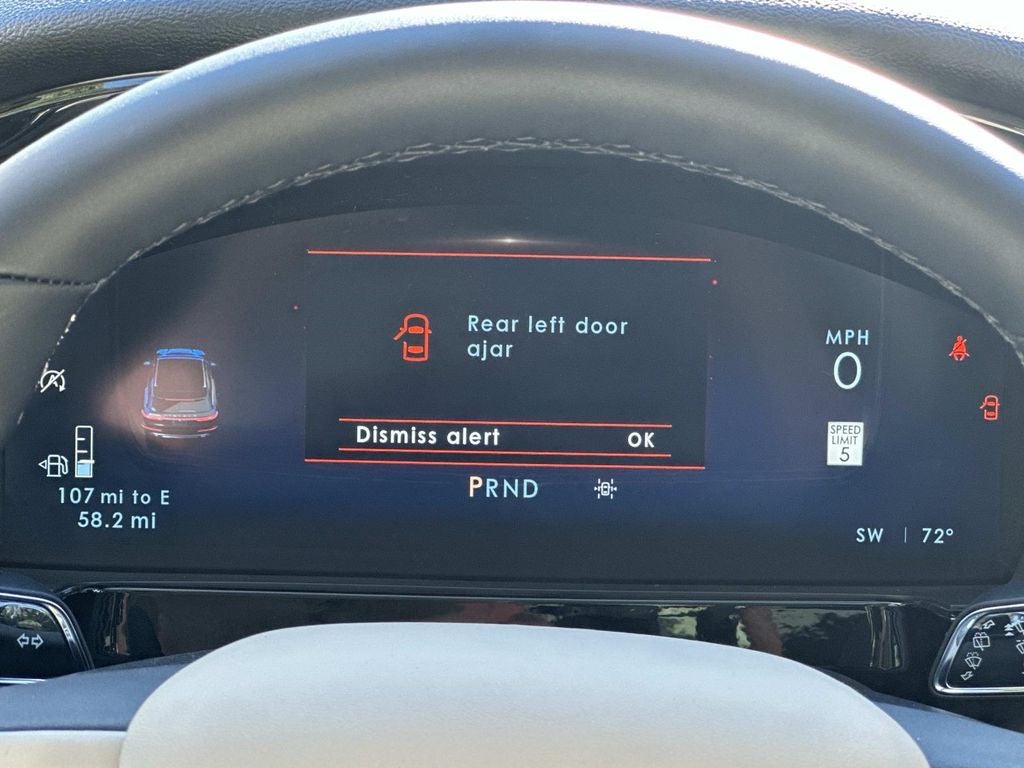 Rear left door
ajar
Dismiss alert OK
MPH
0
SPEED
LIMIT
5
PRND
107 mi to E
58.2 mi
SW | 72°